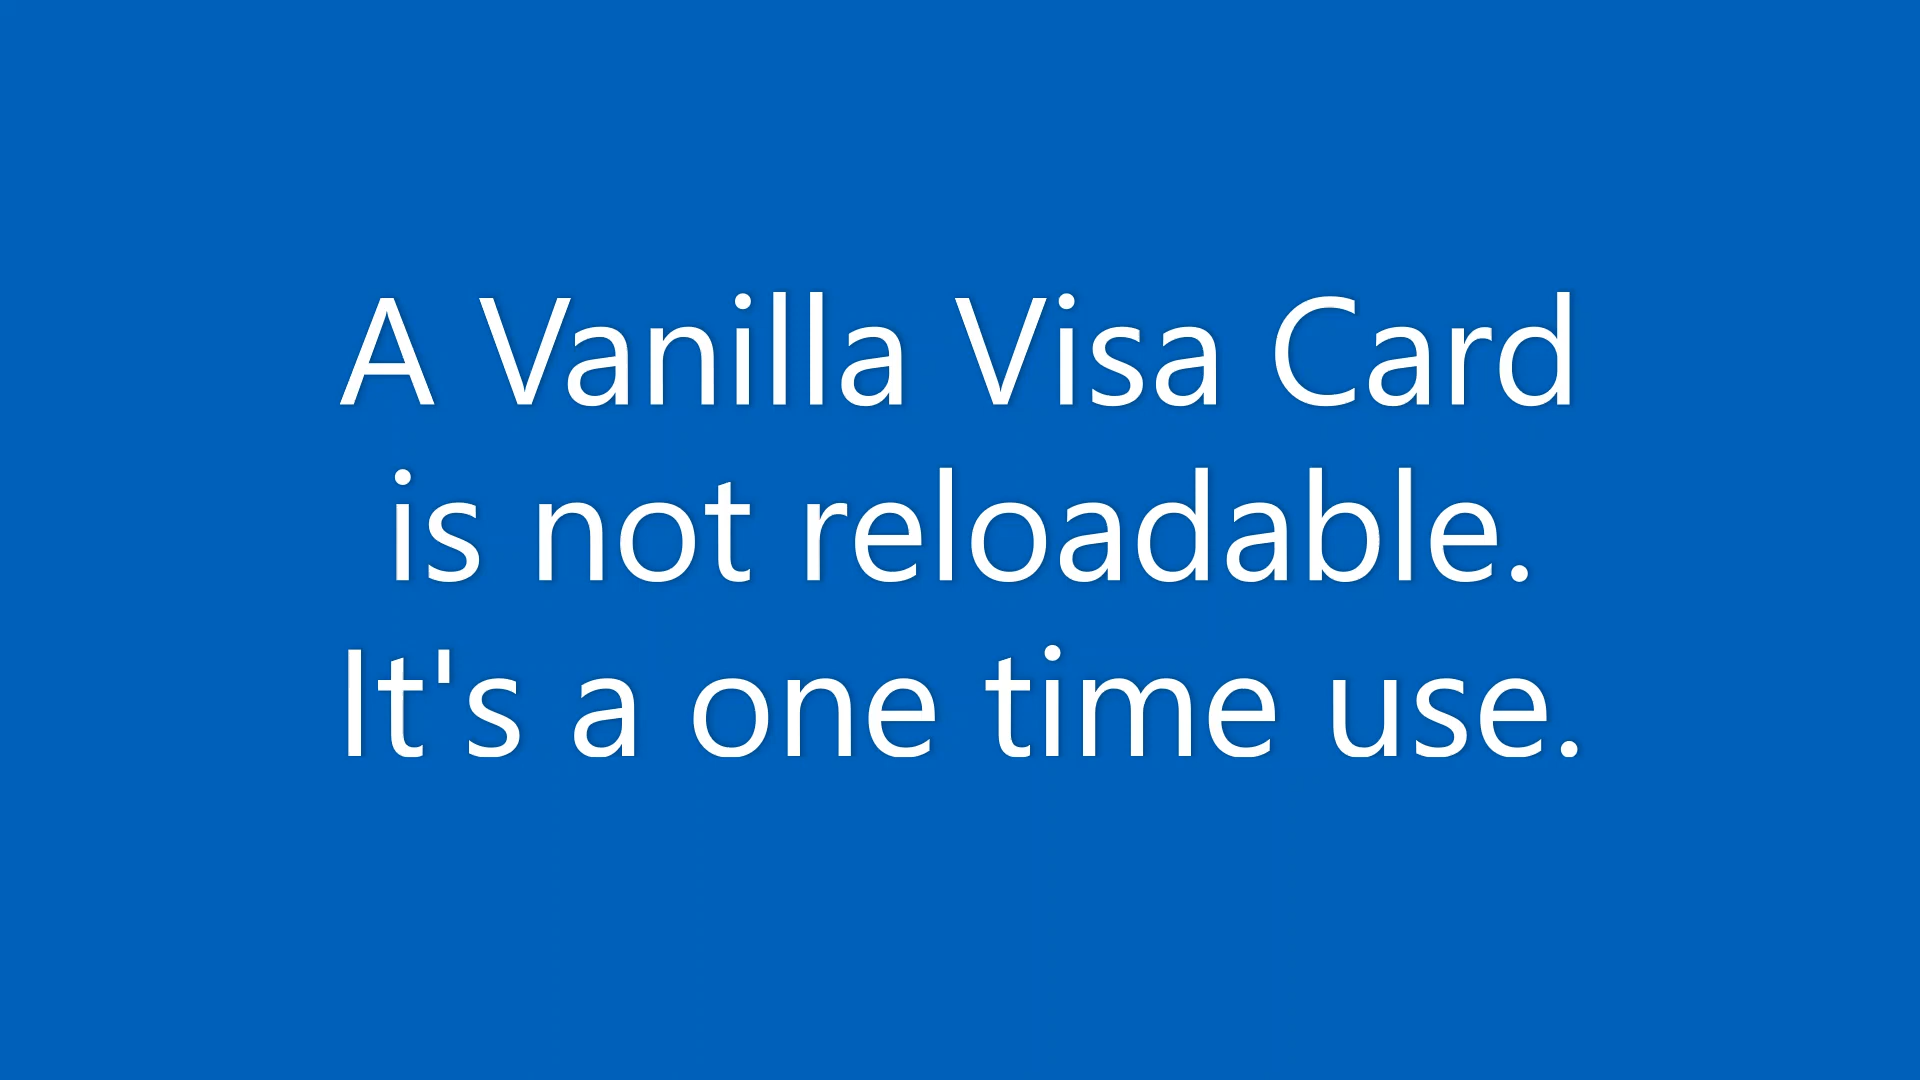 A Vanilla Visa Card
is not reloadable.
It's a one time use.